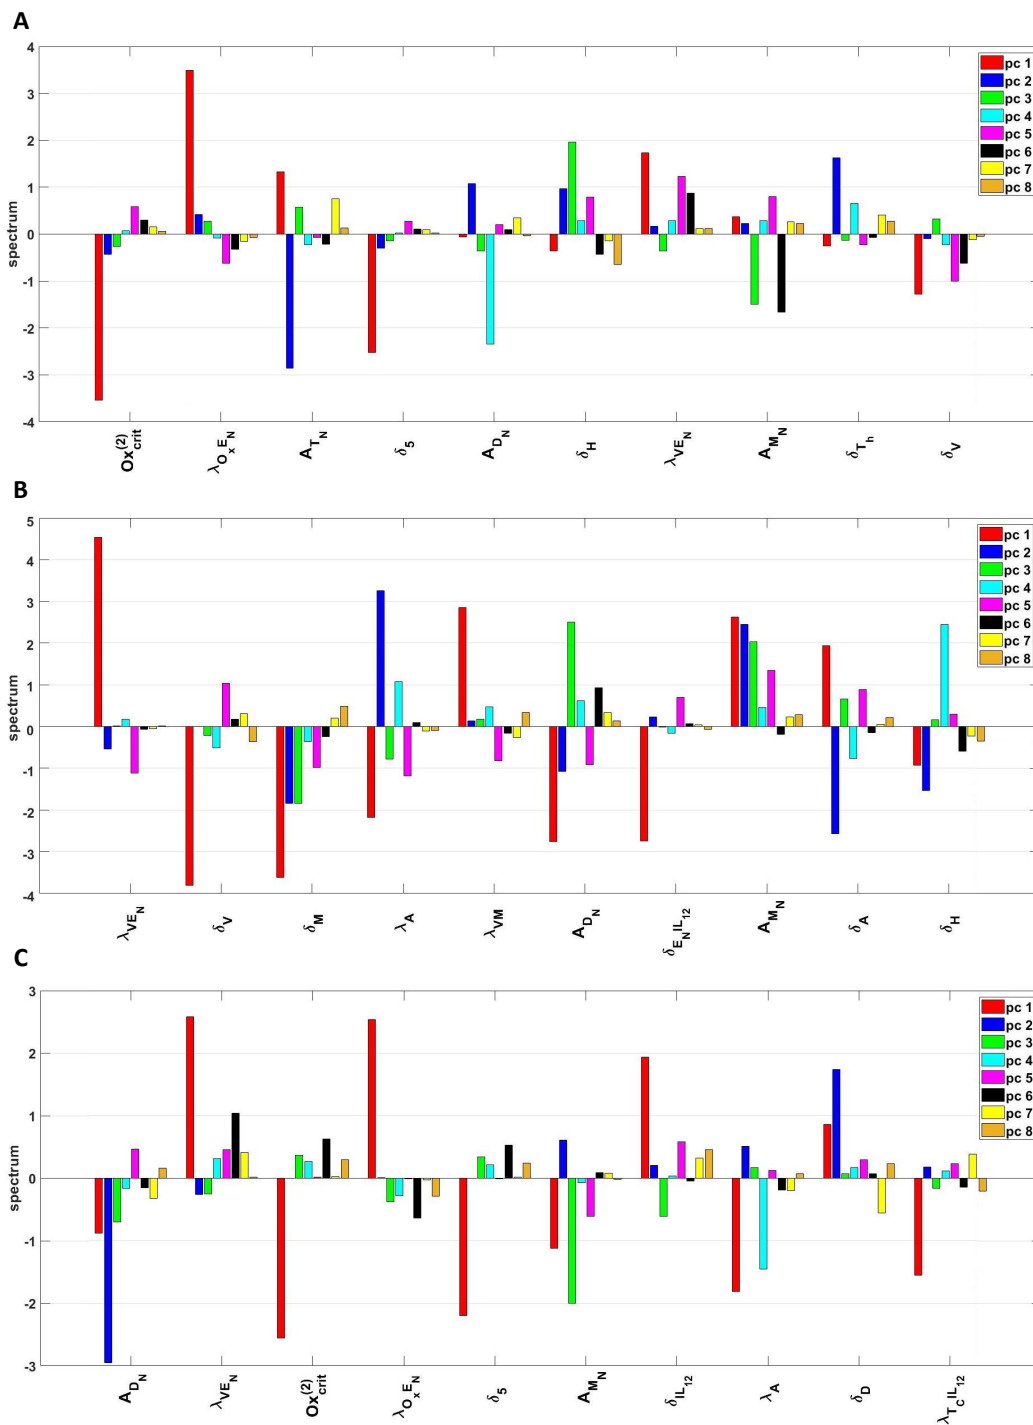 A
4
3
2
1
0
-1
-2
-3
-4
spectrum
pc 1
pc 2
pc 3
pc 4
pc 5
pc 6
pc 7
pc 8
Ox(2)crit
λOxEN
ATN
δ5
ADN
δH
λVEN
AMN
δTh
δV
B
5
4
3
2
1
0
-1
-2
-3
-4
spectrum
pc 1
pc 2
pc 3
pc 4
pc 5
pc 6
pc 7
pc 8
λVEN
δV
δM
λA
λVM
ADN
δENIL12
AMN
δA
δH
C
3
2
1
0
-1
-2
-3
spectrum
pc 1
pc 2
pc 3
pc 4
pc 5
pc 6
pc 7
pc 8
ADN
λVEN
Ox(2)crit
λOxEN
δ5
AMN
δIL12
λA
δD
λTCIL12